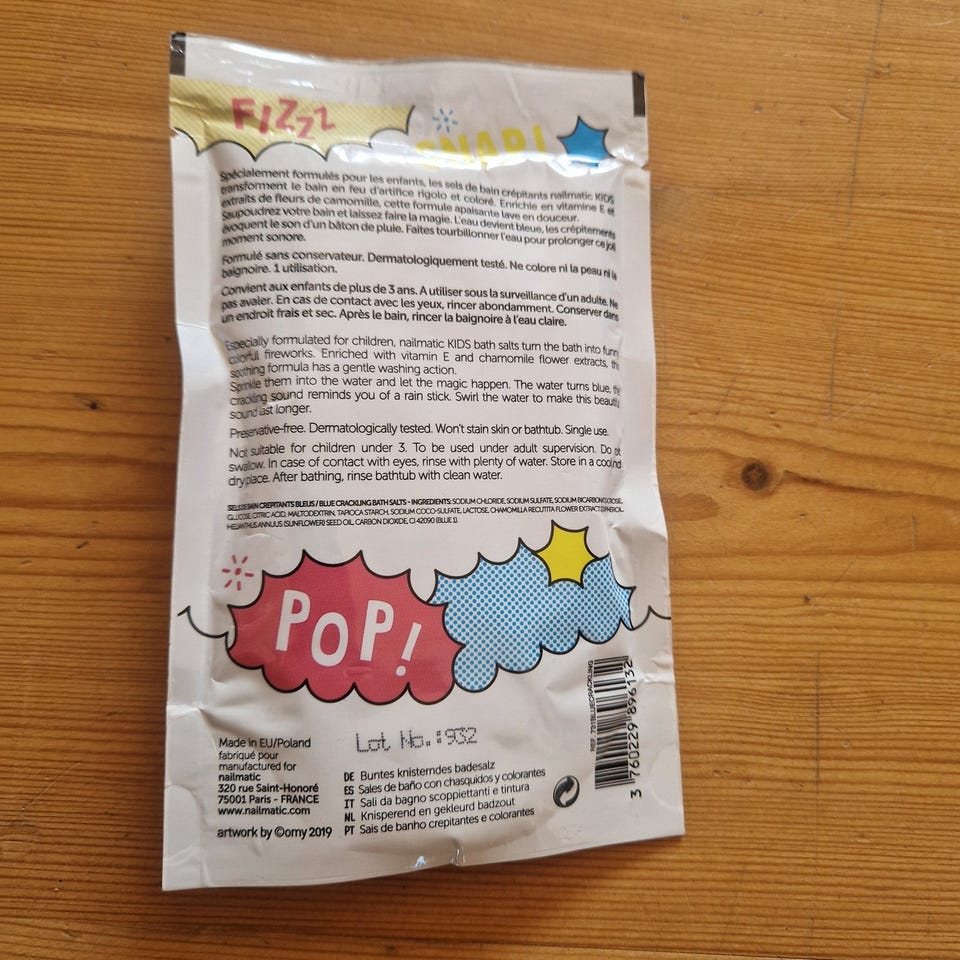 FIZzz
SNAP!
Spécialement formulés pour les enfants, les sels de bain crépitants nailmatic KIDS
transforment le bain en feu d'artifice rigolo et coloré. Enrichie en vitamine E et
extraits de fleurs de camomille, cette formule apaisante lave en douceur.
Saupoudrez votre bain et laissez faire la magie. L'eau devient bleue, les crépitements
évoquent le son d'un bâton de pluie. Faites tourbillonner l'eau pour prolonger ce joli
moment sonore.
Formulé sans conservateur. Dermatologiquement testé. Ne colore ni la peau ni la
baignoire. 1 utilisation.
Convient aux enfants de plus de 3 ans. A utiliser sous la surveillance d'un adulte. Ne
pas avaler. En cas de contact avec les yeux, rincer abondamment. Conserver dans
un endroit frais et sec. Après le bain, rincer la baignoire à l'eau claire.
Especially formulated for children, nailmatic KIDS bath salts turn the bath into funn
colorful fireworks. Enriched with vitamin E and chamomile flower extracts, th
soothing formula has a gentle washing action.
Sprinkle them into the water and let the magic happen. The water turns blue, the
crackling sound reminds you of a rain stick. Swirl the water to make this beautiful
sound last longer.
Preservative-free. Dermatologically tested. Won't stain skin or bathtub. Single use.
Not suitable for children under 3. To be used under adult supervision. Do not
swallow. In case of contact with eyes, rinse with plenty of water. Store in a cool and
dry place. After bathing, rinse bathtub with clean water.
SELS DE BAIN CREPITANTS BLEUS / BLUE CRACKLING BATH SALTS - INGREDIENTS: SODIUM CHLORIDE, SODIUM SULFATE, SODIUM BICARBONATE,
GLUCOSE, CITRIC ACID, MALTODEXTRIN, TAPIOCA STARCH, SODIUM COCO-SULFATE, LACTOSE, CHAMOMILLA RECUTITA FLOWER EXTRACT,
HELIANTHUS ANNUUS (SUNFLOWER) SEED OIL, CARBON DIOXIDE, CI 42090 (BLUE 1).
POP!
REF. 731BLUECRACKLING
3 760229 896132
Made in EU/Poland
fabriqué pour
manufactured for
nailmatic
320 rue Saint-Honoré
75001 Paris - FRANCE
www.nailmatic.com
artwork by ©omy 2019
Lot No.:932
DE Buntes knisterndes badesalz
ES Sales de baño con chasquidos y colorantes
IT Sali da bagno scoppiettanti e tintura
NL Knisperend en gekleurd badzout
PT Sais de banho crepitantes e colorantes